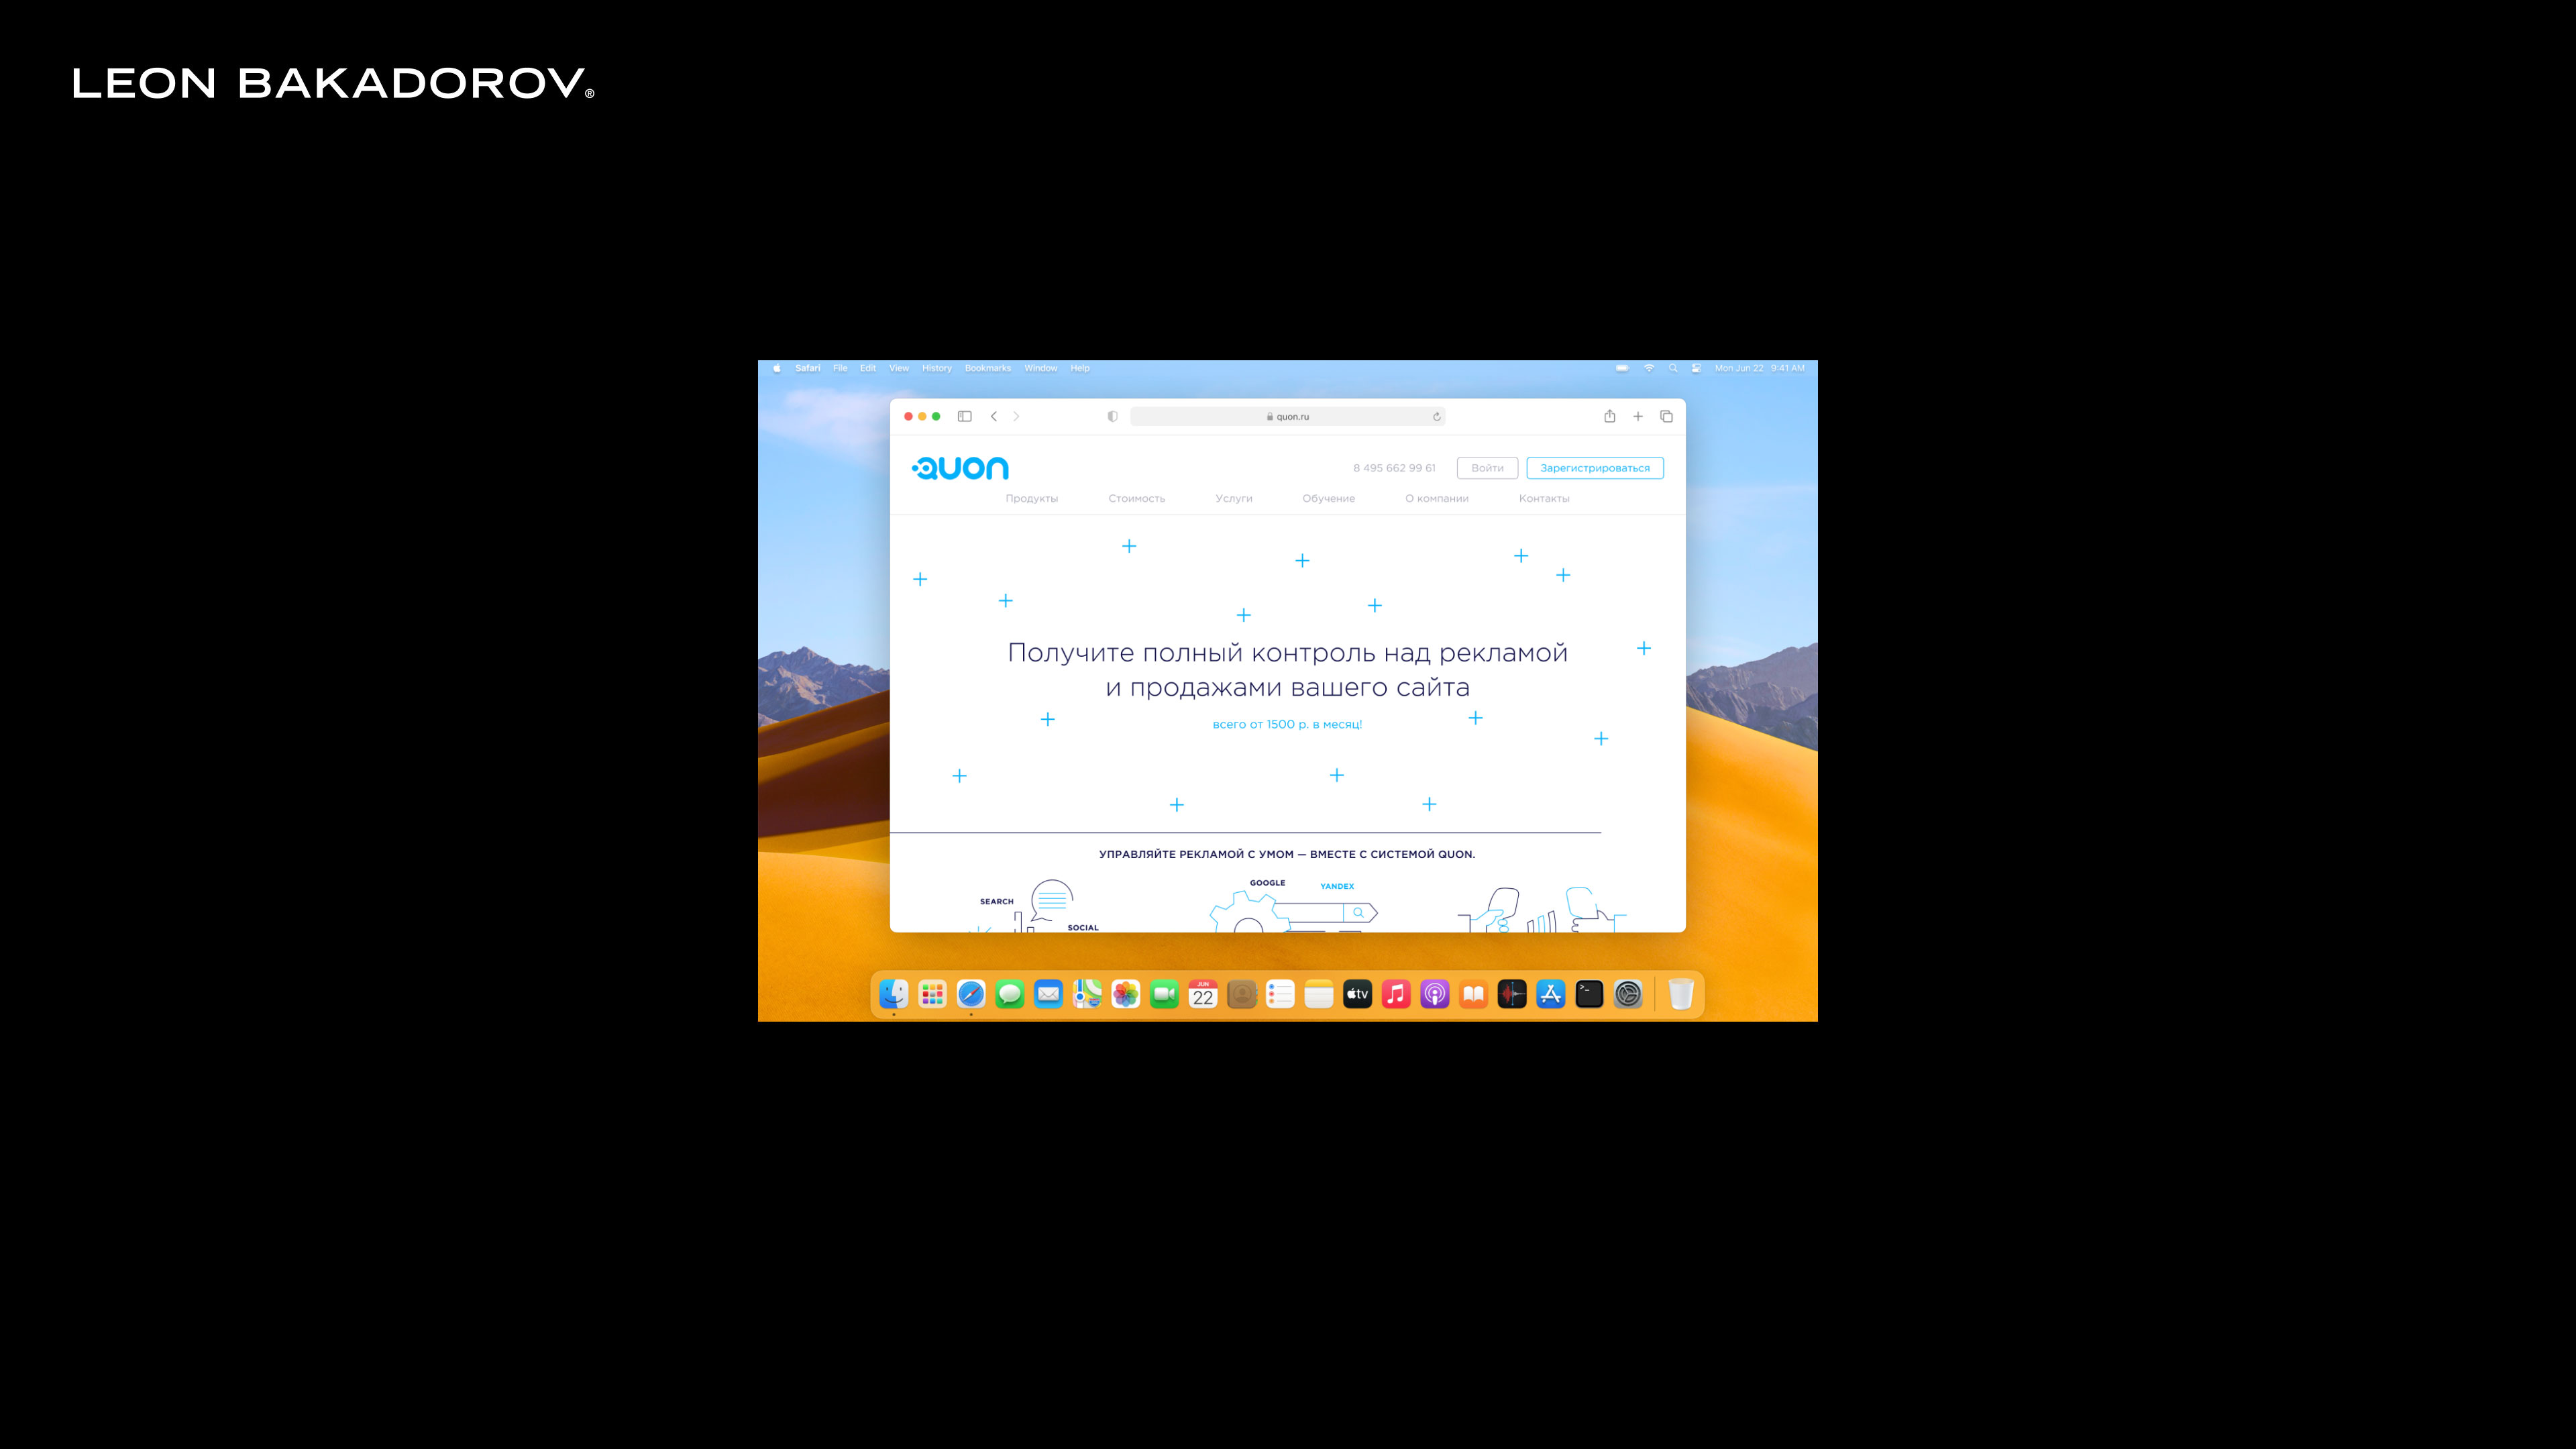 LEON BAKADOROV®
Safari File Edit View History Bookmarks Window Help Mon Jun 22 9:41 AM
quon.ru
QUON 8 495 662 99 61 Войти Зарегистрироваться
Продукты Стоимость Услуги Обучение О компании Контакты
Получите полный контроль над рекламой
и продажами вашего сайта
всего от 1500 р. в месяц!
УПРАВЛЯЙТЕ РЕКЛАМОЙ С УМОМ — ВМЕСТЕ С СИСТЕМОЙ QUON.
GOOGLE YANDEX
SEARCH
SOCIAL
JUN
22
tv